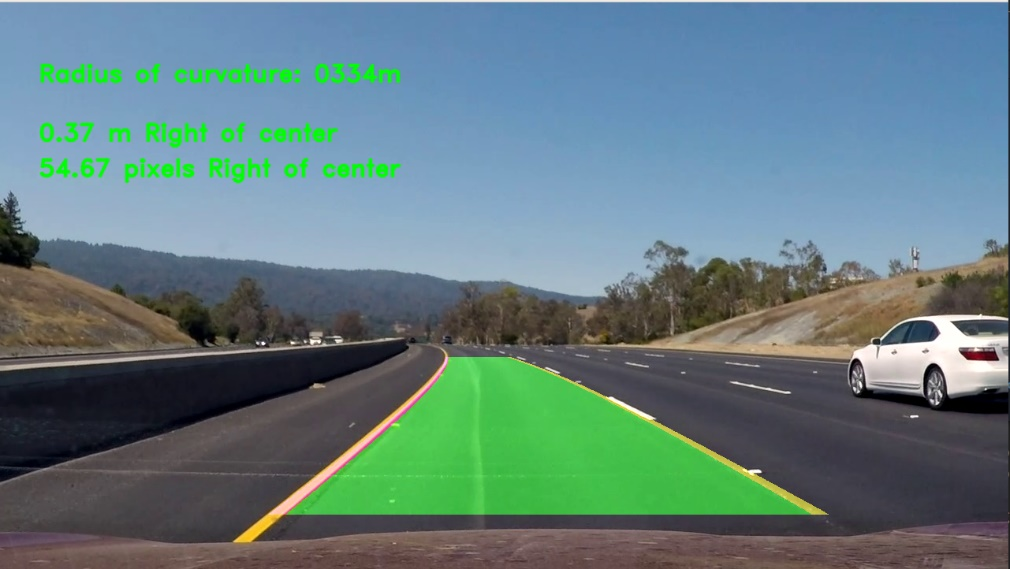 Radius of curvature: 0334m
0.37 m Right of center
54.67 pixels Right of center